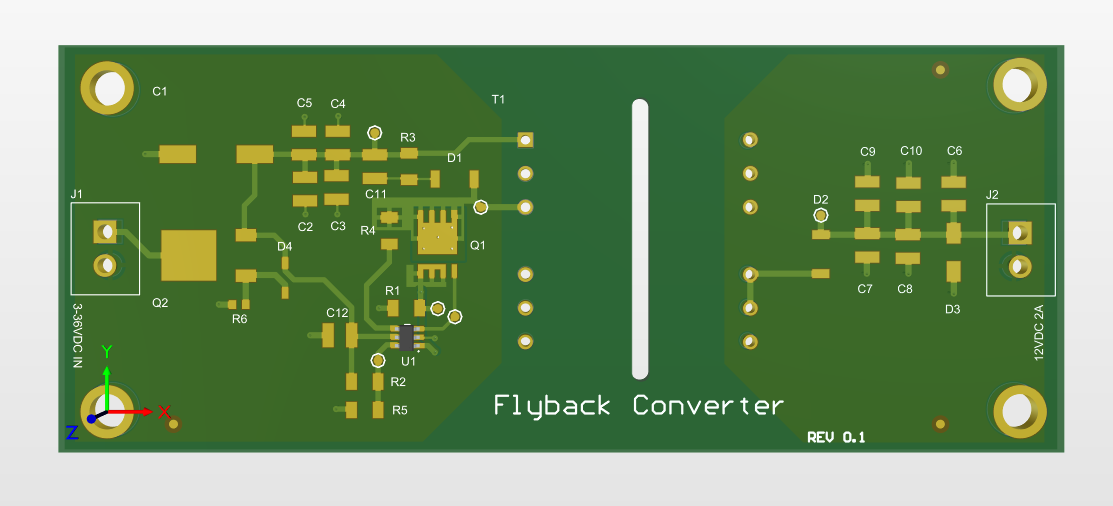 C1
C5
C4
T1
R3
D1
C11
C2
C3
R4
Q1
J1
D4
Q2
R6
R1
C12
U1
R2
R5
3-36VDC IN
Y
X
Z
C9
C10
C6
D2
J2
C7
C8
D3
12VDC 2A
Flyback Converter
REV 0.1